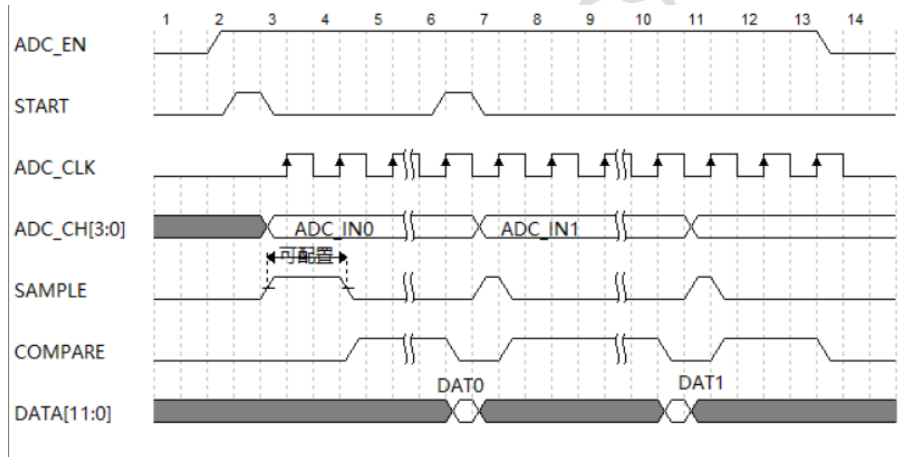 1 2 3 4 5 6 7 8 9 10 11 12 13 14
ADC_EN
START
ADC_CLK
ADC_CH[3:0] ADC_IN0 ADC_IN1
可配置
SAMPLE
COMPARE
DAT0 DAT1
DATA[11:0]